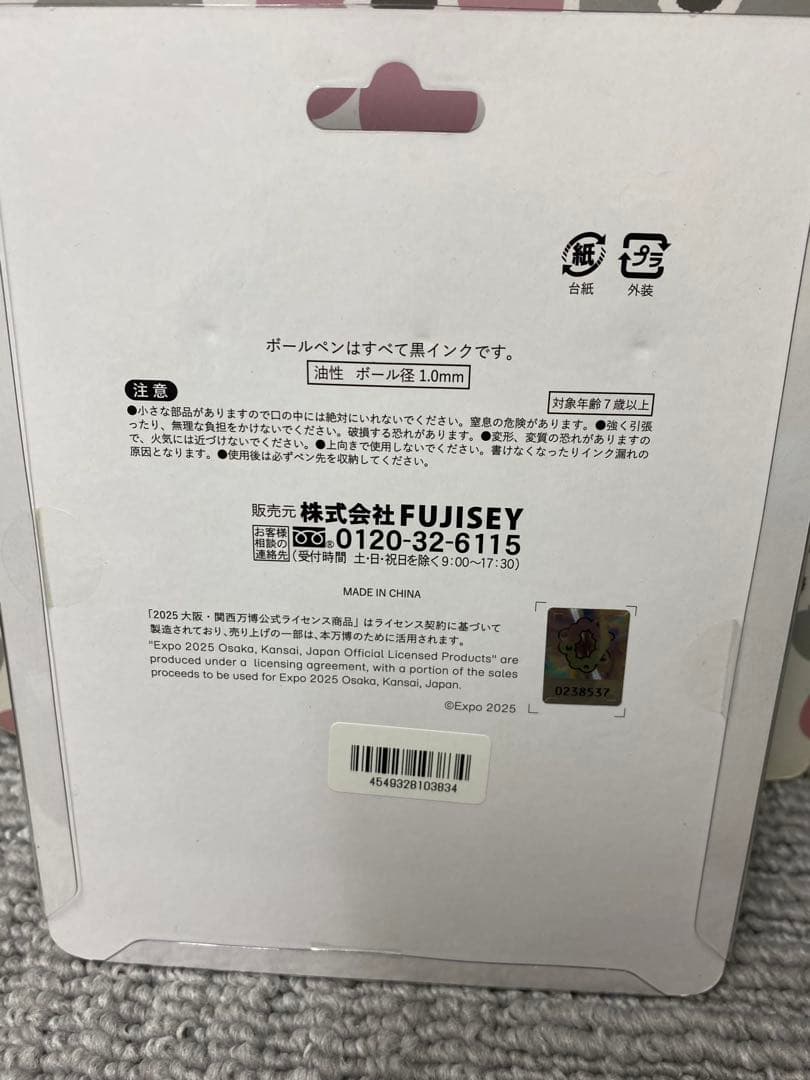 紙 プラ
台紙 外装
ボールペンはすべて黒インクです。
油性 ボール径 1.0mm
注意
対象年齢7歳以上
●小さな部品がありますので口の中には絶対にいれないでください。窒息の危険があります。●強く引張
ったり、無理な負担をかけないでください。破損する恐れがあります。●変形、変質の恐れがありますの
で、火気には近づけないでください。●上向きで使用しないでください。書けなくなったりインク漏れの
原因となります。●使用後は必ずペン先を収納してください。
販売元 株式会社FUJISEY
お客様
相談の
連絡先
® 0120-32-6115
(受付時間 土・日・祝日を除く9:00〜17:30)
MADE IN CHINA
「2025大阪・関西万博公式ライセンス商品」はライセンス契約に基づいて
製造されており、売り上げの一部は、本万博のために活用されます。
"Expo 2025 Osaka, Kansai, Japan Official Licensed Products" are
produced under a licensing agreement, with a portion of the sales
proceeds to be used for Expo 2025 Osaka, Kansai, Japan.
©Expo 2025
0238537
4549328103834